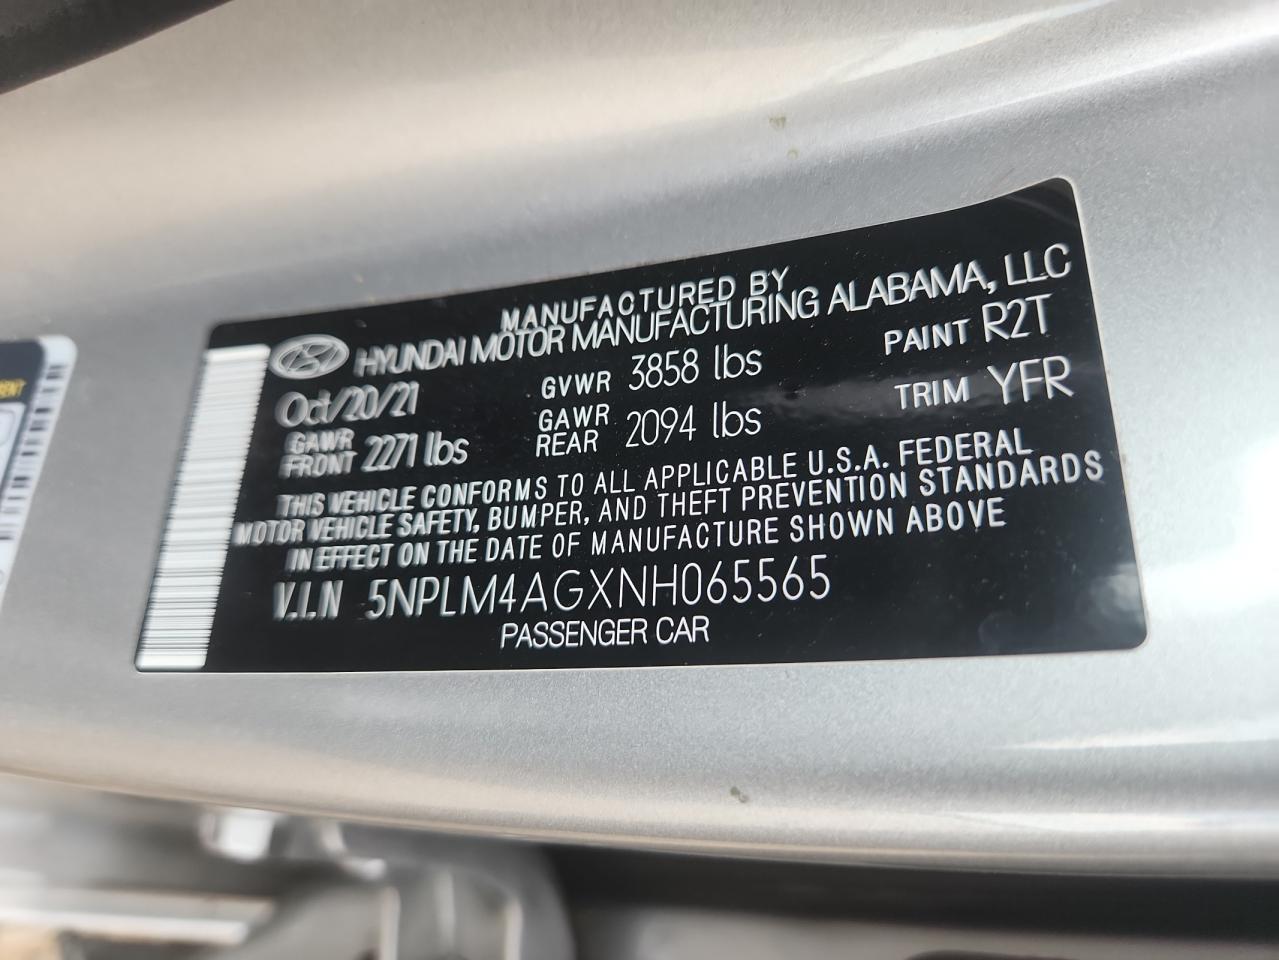 MANUFACTURED BY
HYUNDAI MOTOR MANUFACTURING ALABAMA, LLC
Oct/20/21 GVWR 3858 lbs PAINT R2T
GAWR FRONT 2271 lbs GAWR REAR 2094 lbs TRIM YFR
THIS VEHICLE CONFORMS TO ALL APPLICABLE U.S.A. FEDERAL
MOTOR VEHICLE SAFETY, BUMPER, AND THEFT PREVENTION STANDARDS
IN EFFECT ON THE DATE OF MANUFACTURE SHOWN ABOVE
V.I.N 5NPLM4AGXNH065565
PASSENGER CAR